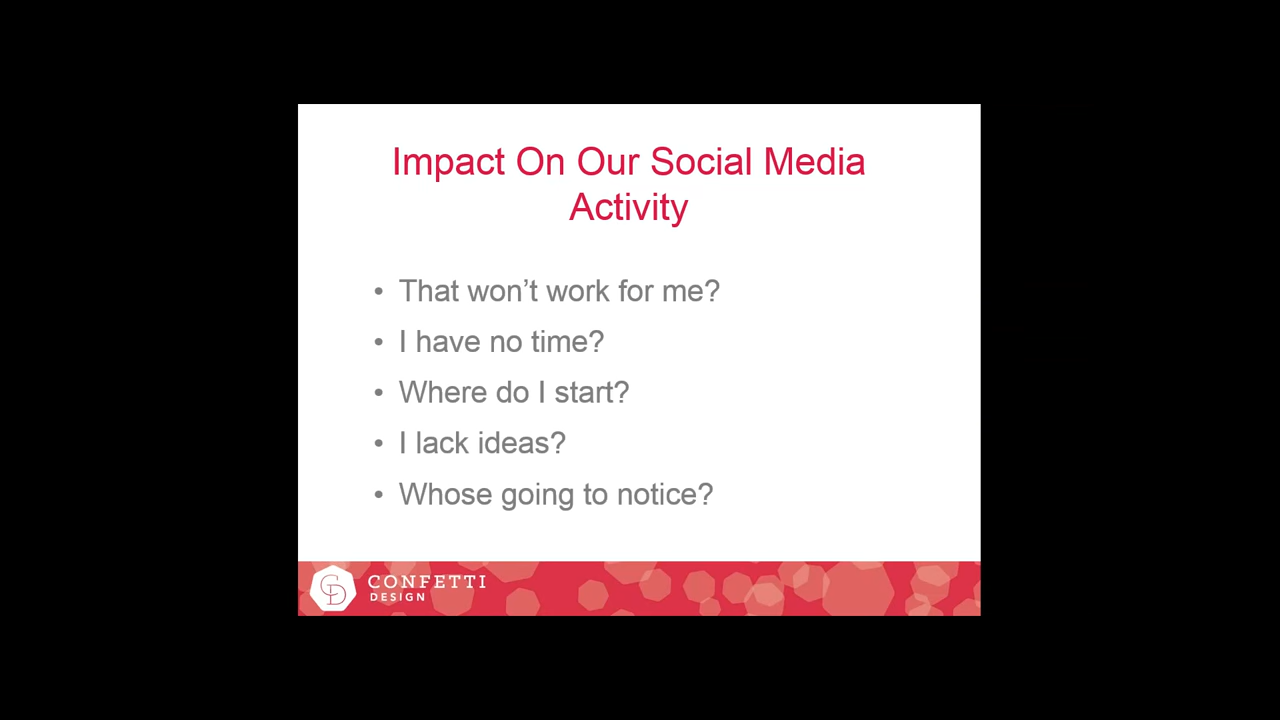 Impact On Our Social Media
Activity
• That won’t work for me?
• I have no time?
• Where do I start?
• I lack ideas?
• Whose going to notice?
CD
CONFETTI
DESIGN